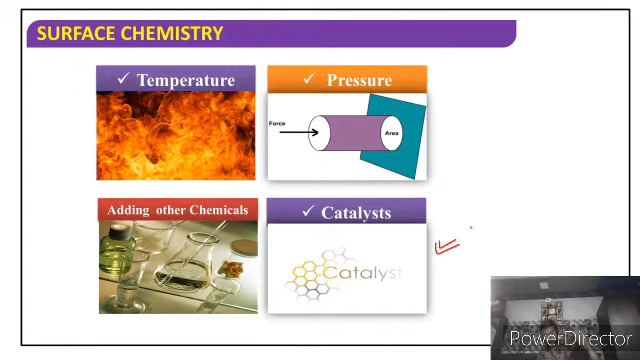 SURFACE CHEMISTRY
✓ Temperature
✓ Pressure
Force
Area
Adding other Chemicals
✓ Catalysts
Catalyst
PowerDirector